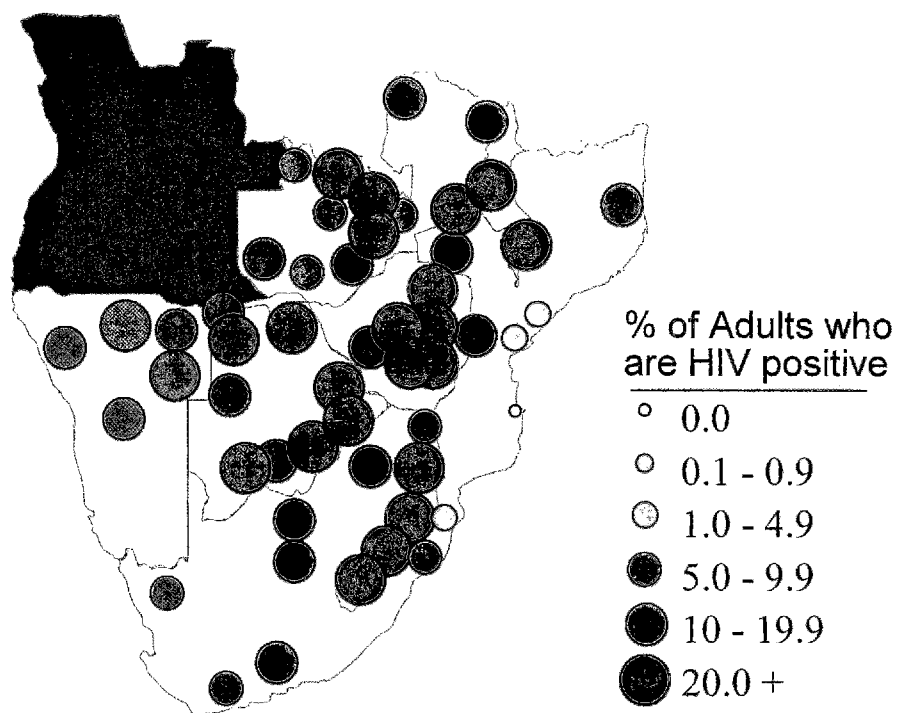 % of Adults who
are HIV positive
0.0
0.1 - 0.9
1.0 - 4.9
5.0 - 9.9
10 - 19.9
20.0 +